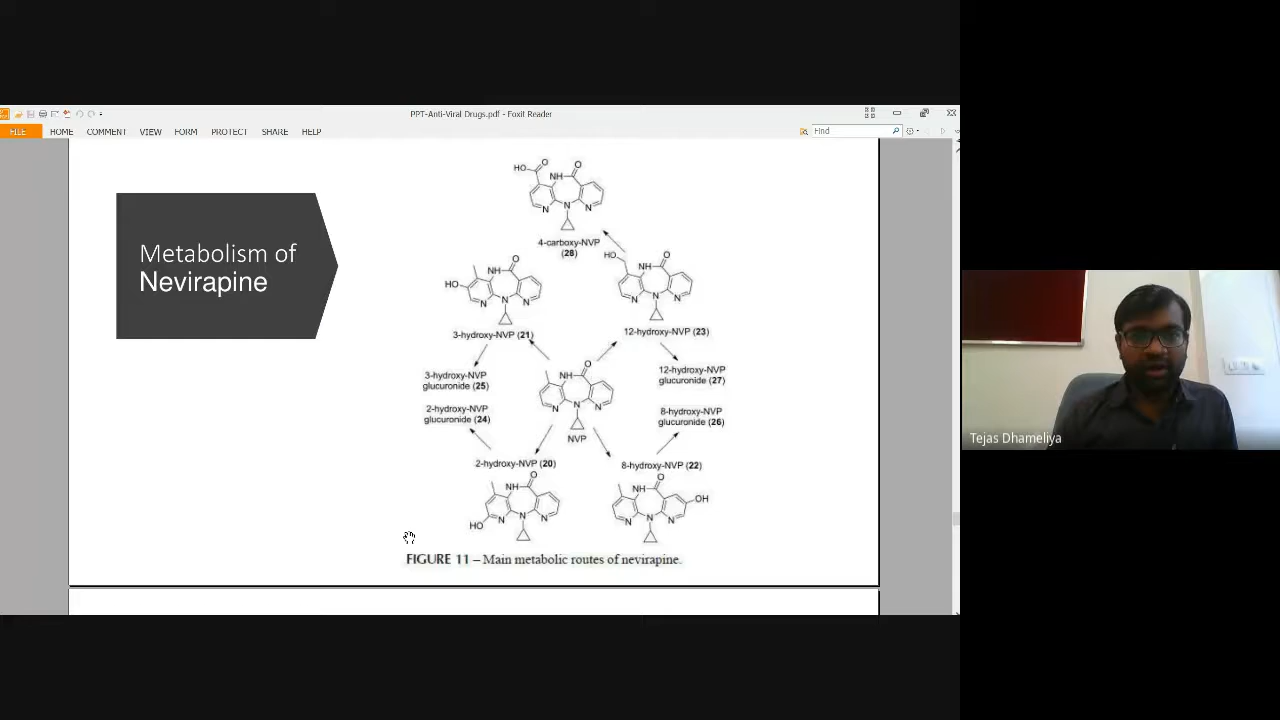 PPT-Anti-Viral Drugs.pdf - Foxit Reader
FILE HOME COMMENT VIEW FORM PROTECT SHARE HELP
Find
Metabolism of
Nevirapine
HO O
NH O
N N N
4-carboxy-NVP
(28)
HO NH O
N N N
3-hydroxy-NVP (21)
HO NH O
N N N
12-hydroxy-NVP (23)
3-hydroxy-NVP
glucuronide (25)
12-hydroxy-NVP
glucuronide (27)
NH O
N N N
NVP
2-hydroxy-NVP
glucuronide (24)
8-hydroxy-NVP
glucuronide (26)
2-hydroxy-NVP (20)
NH O
HO N N N
8-hydroxy-NVP (22)
NH O
OH
N N N
FIGURE 11 – Main metabolic routes of nevirapine.
Tejas Dhameliya